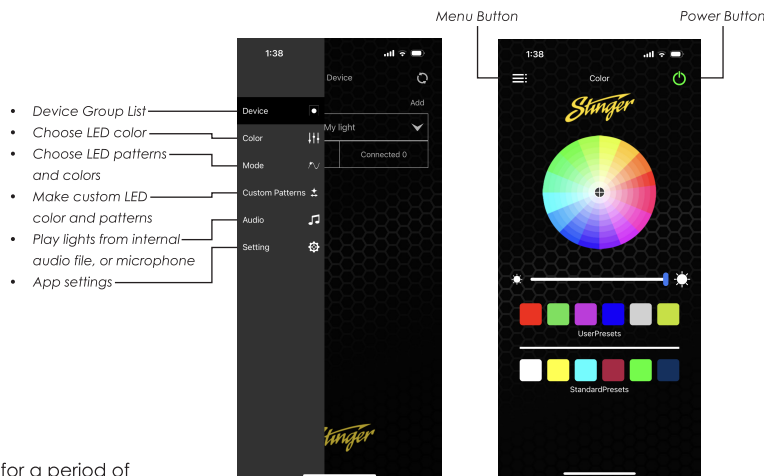 Menu Button
Power Button
1:38
Device
Add
My light
Connected 0
Device
Color
Mode
Custom Patterns
Audio
Setting
• Device Group List
• Choose LED color
• Choose LED patterns
and colors
• Make custom LED
color and patterns
• Play lights from internal
audio file, or microphone
• App settings
tinger
1:38
Color
Stinger
UserPresets
StandardPresets
for a period of